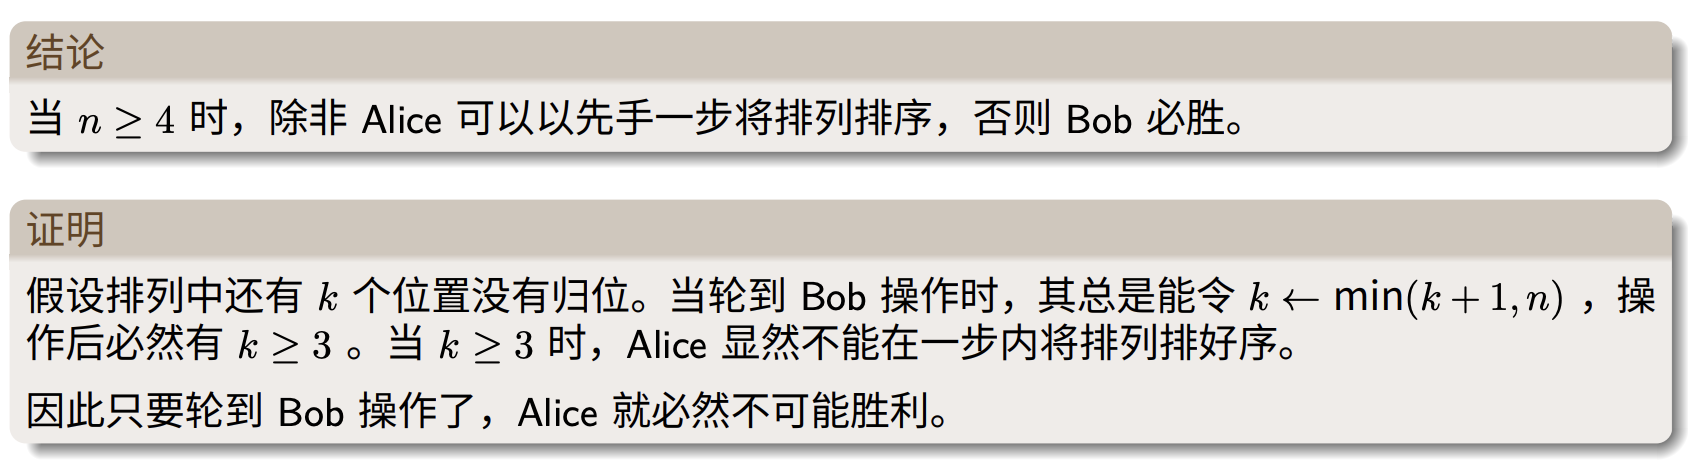 结论
当 n ≥ 4 时，除非 Alice 可以以先手一步将排列排序，否则 Bob 必胜。
证明
假设排列中还有 k 个位置没有归位。当轮到 Bob 操作时，其总是能令 k ← min(k + 1, n) ，操
作后必然有 k ≥ 3 。当 k ≥ 3 时，Alice 显然不能在一步内将排列排好序。
因此只要轮到 Bob 操作了，Alice 就必然不可能胜利。